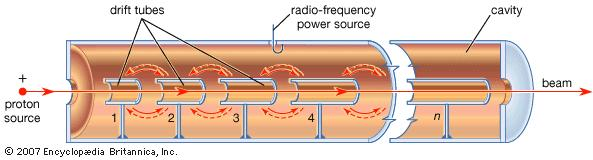 drift tubes
radio-frequency
power source
cavity
+
proton
source
beam
1 2 3 4 n
© 2007 Encyclopædia Britannica, Inc.